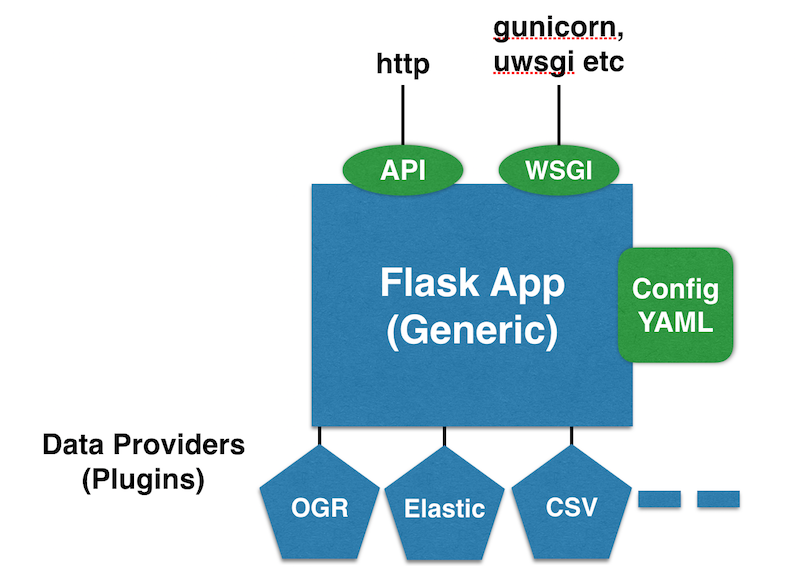 gunicorn,
http
uwsgi etc
API
WSGI
Flask App
(Generic)
Config
YAML
Data Providers
(Plugins)
OGR
Elastic
CSV